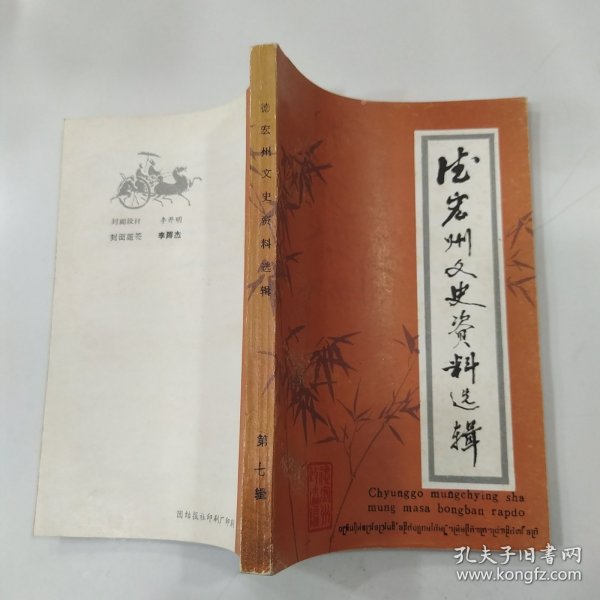 德宏州文史资料选辑
Chyunggo mungchying sha
mung masa bongban rapdo
德宏州文史资料选辑
第七辑
封面设计 李开明
封面题签 李荫杰
团结报社印刷厂印刷
孔夫子旧书网
www.kongfz.com